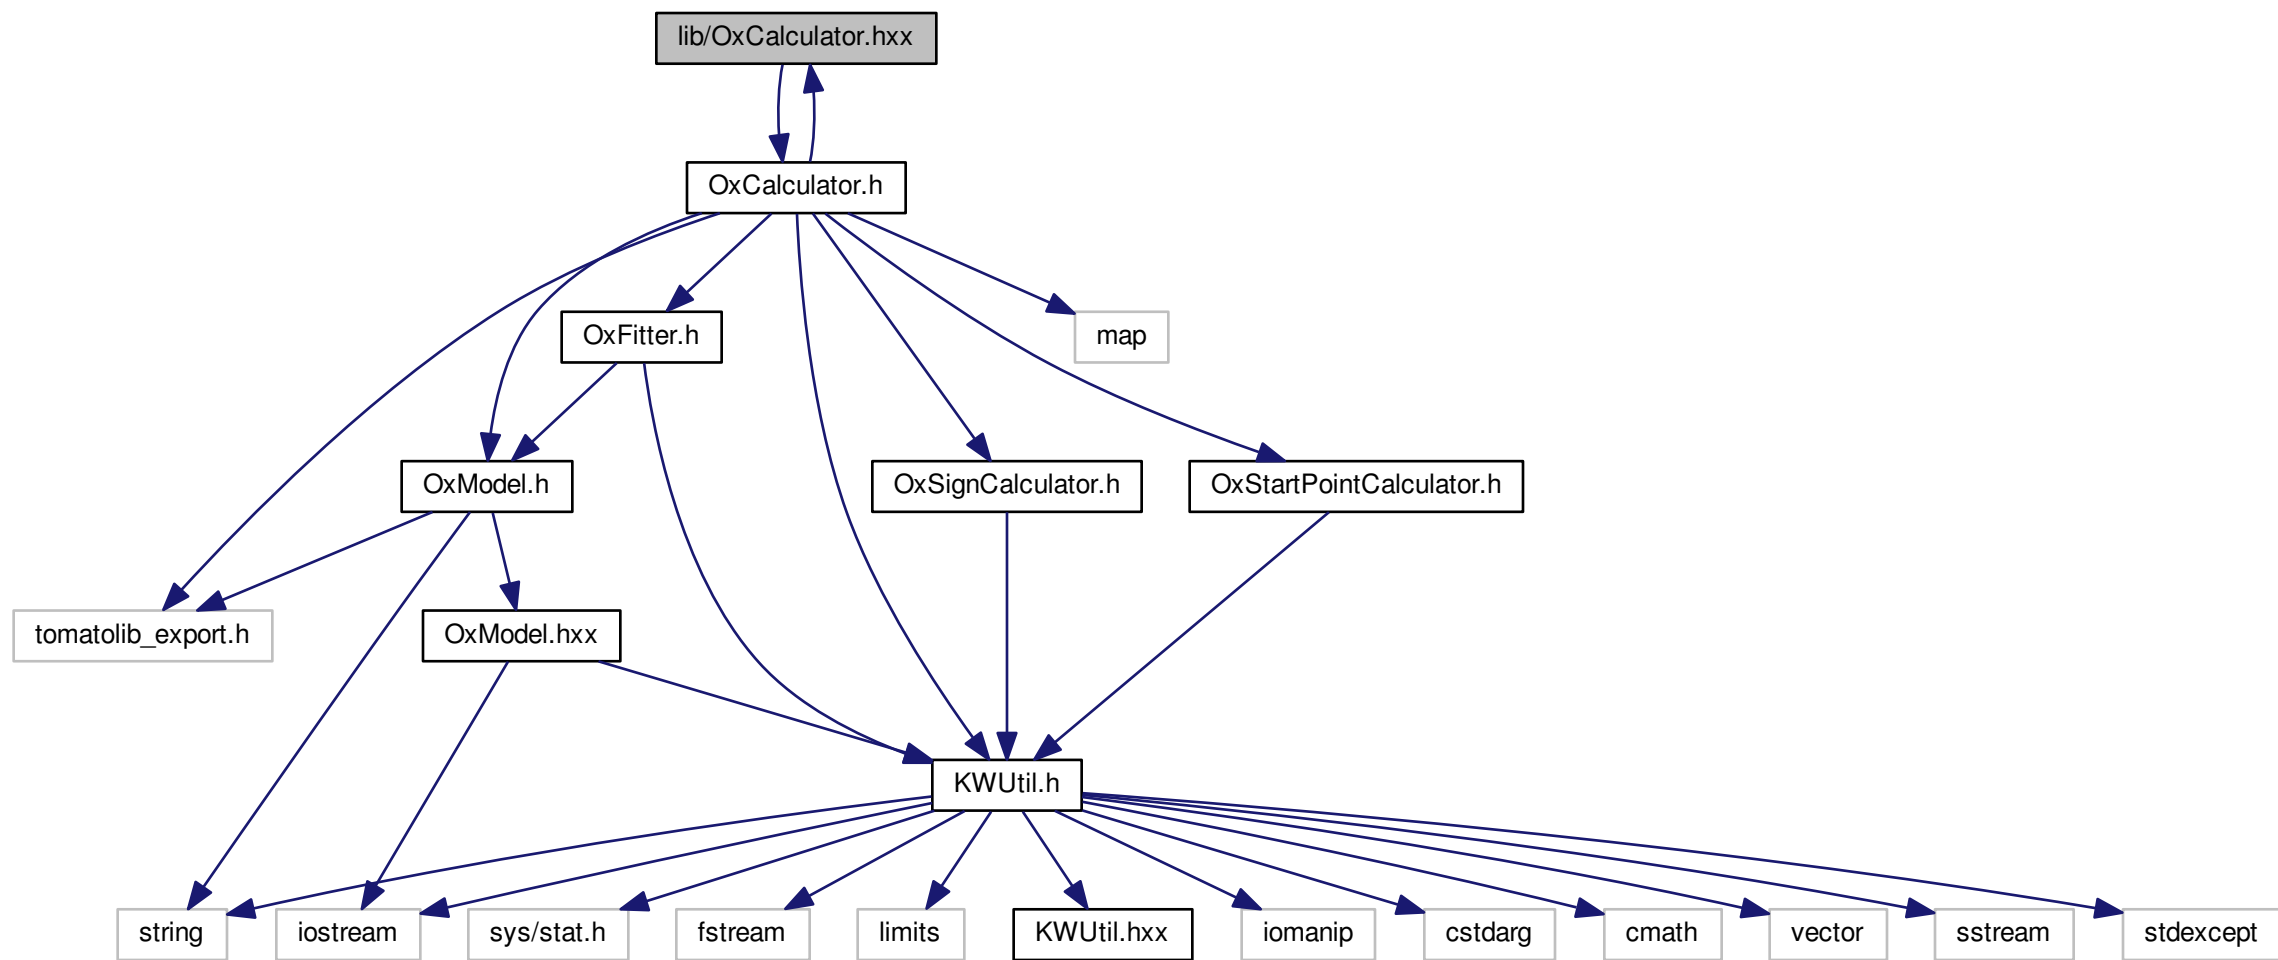 lib/OxCalculator.hxx
OxCalculator.h
OxFitter.h
map
OxModel.h
OxSignCalculator.h
OxStartPointCalculator.h
tomatolib_export.h
OxModel.hxx
KWUtil.h
string
iostream
sys/stat.h
fstream
limits
KWUtil.hxx
iomanip
cstdarg
cmath
vector
sstream
stdexcept